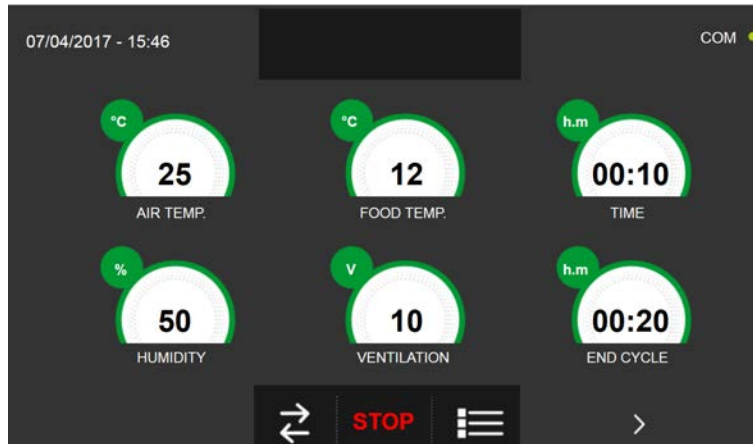 07/04/2017 - 15:46
COM
°C
25
AIR TEMP.
°C
12
FOOD TEMP.
h.m
00:10
TIME
%
50
HUMIDITY
V
10
VENTILATION
h.m
00:20
END CYCLE
STOP